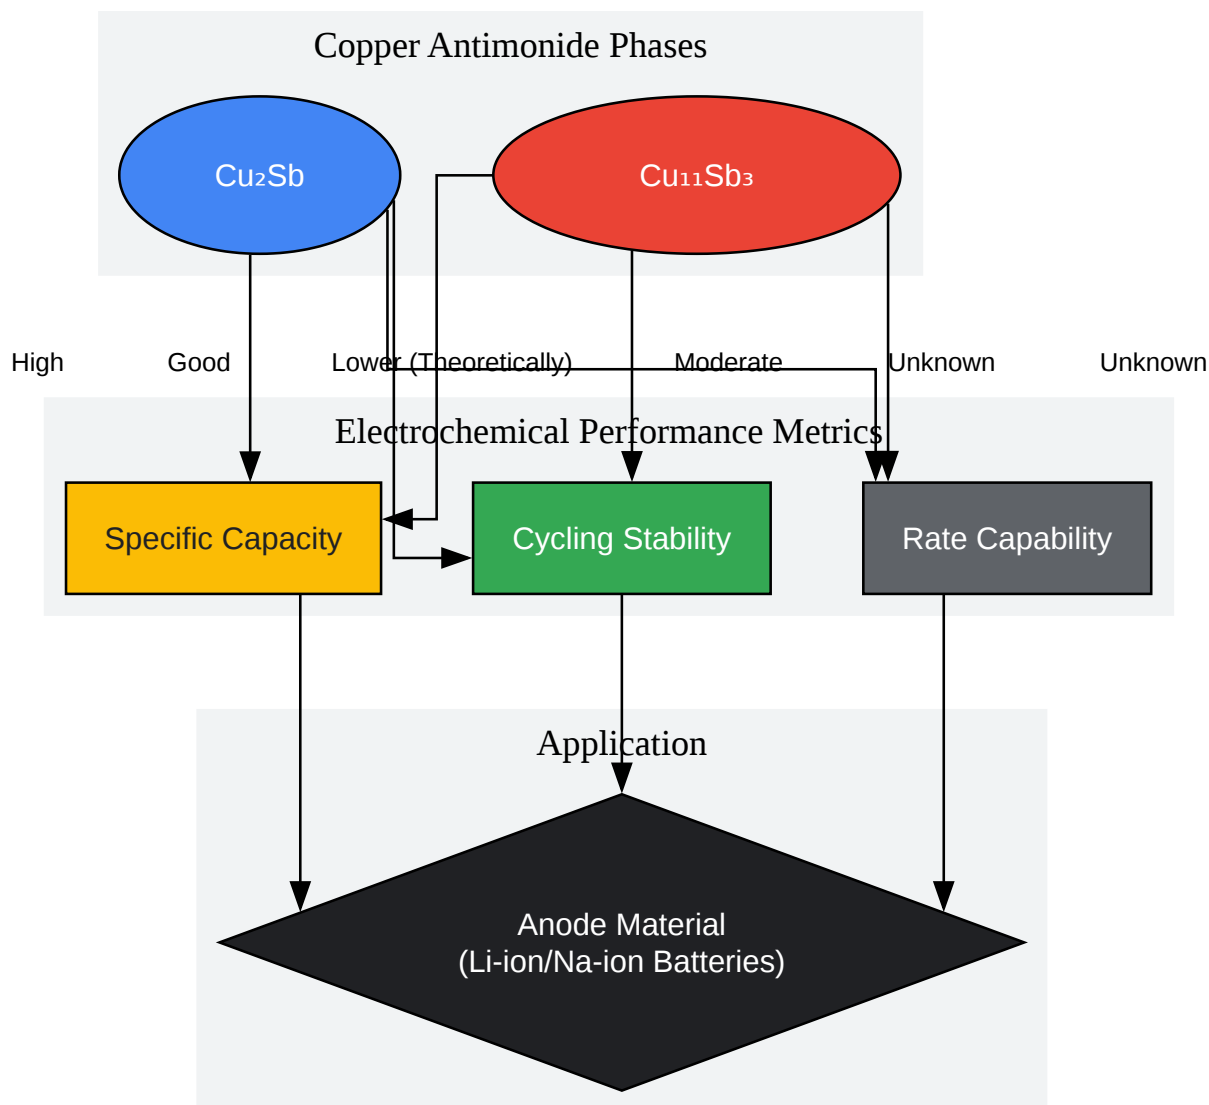 Copper Antimonide Phases
Cu₂Sb
Cu₁₁Sb₃
High
Good
Lower (Theoretically)
Moderate
Unknown
Unknown
Electrochemical Performance Metrics
Specific Capacity
Cycling Stability
Rate Capability
Application
Anode Material
(Li-ion/Na-ion Batteries)